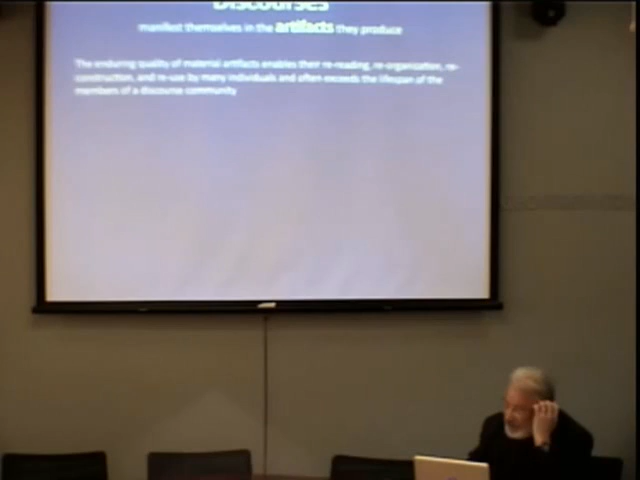 Discourses
manifest themselves in the artifacts they produce
The enduring quality of material artifacts enables their re-reading, re-organization, re-
construction, and re-use by many individuals and often exceeds the lifespan of the
members of a discourse community